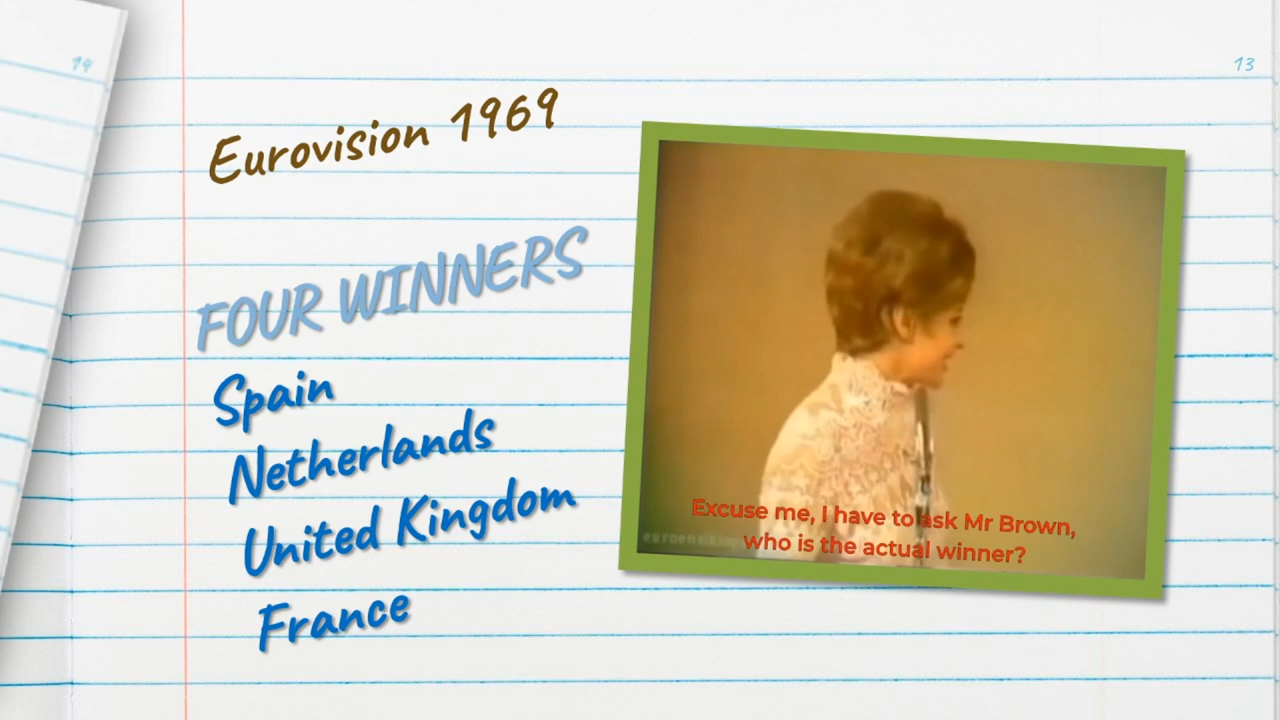 14
13
Eurovision 1969
FOUR WINNERS
Spain
Netherlands
United Kingdom
France
Excuse me, I have to ask Mr Brown,
who is the actual winner?